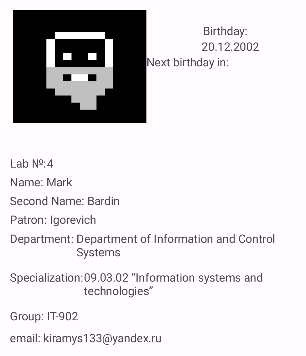 Birthday:
20.12.2002
Next birthday in:
Lab №:4
Name: Mark
Second Name: Bardin
Patron: Igorevich
Department: Department of Information and Control
Systems
Specialization:09.03.02 "Information systems and
technologies"
Group: IT-902
email: kiramys133@yandex.ru